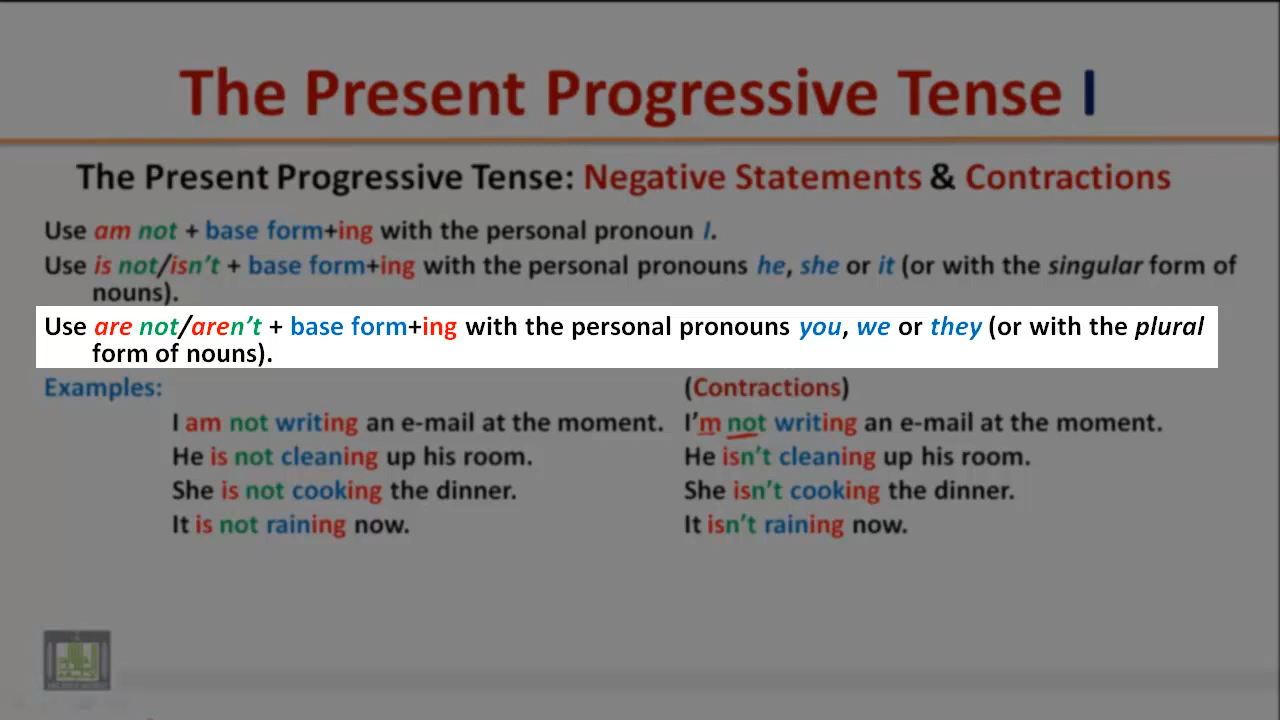 The Present Progressive Tense I
The Present Progressive Tense: Negative Statements & Contractions
Use am not + base form+ing with the personal pronoun I.
Use is not/isn't + base form+ing with the personal pronouns he, she or it (or with the singular form of
nouns).
Use are not/aren't + base form+ing with the personal pronouns you, we or they (or with the plural
form of nouns).
Examples:
(Contractions)
I am not writing an e-mail at the moment.
I'm not writing an e-mail at the moment.
He is not cleaning up his room.
He isn't cleaning up his room.
She is not cooking the dinner.
She isn't cooking the dinner.
It is not raining now.
It isn't raining now.